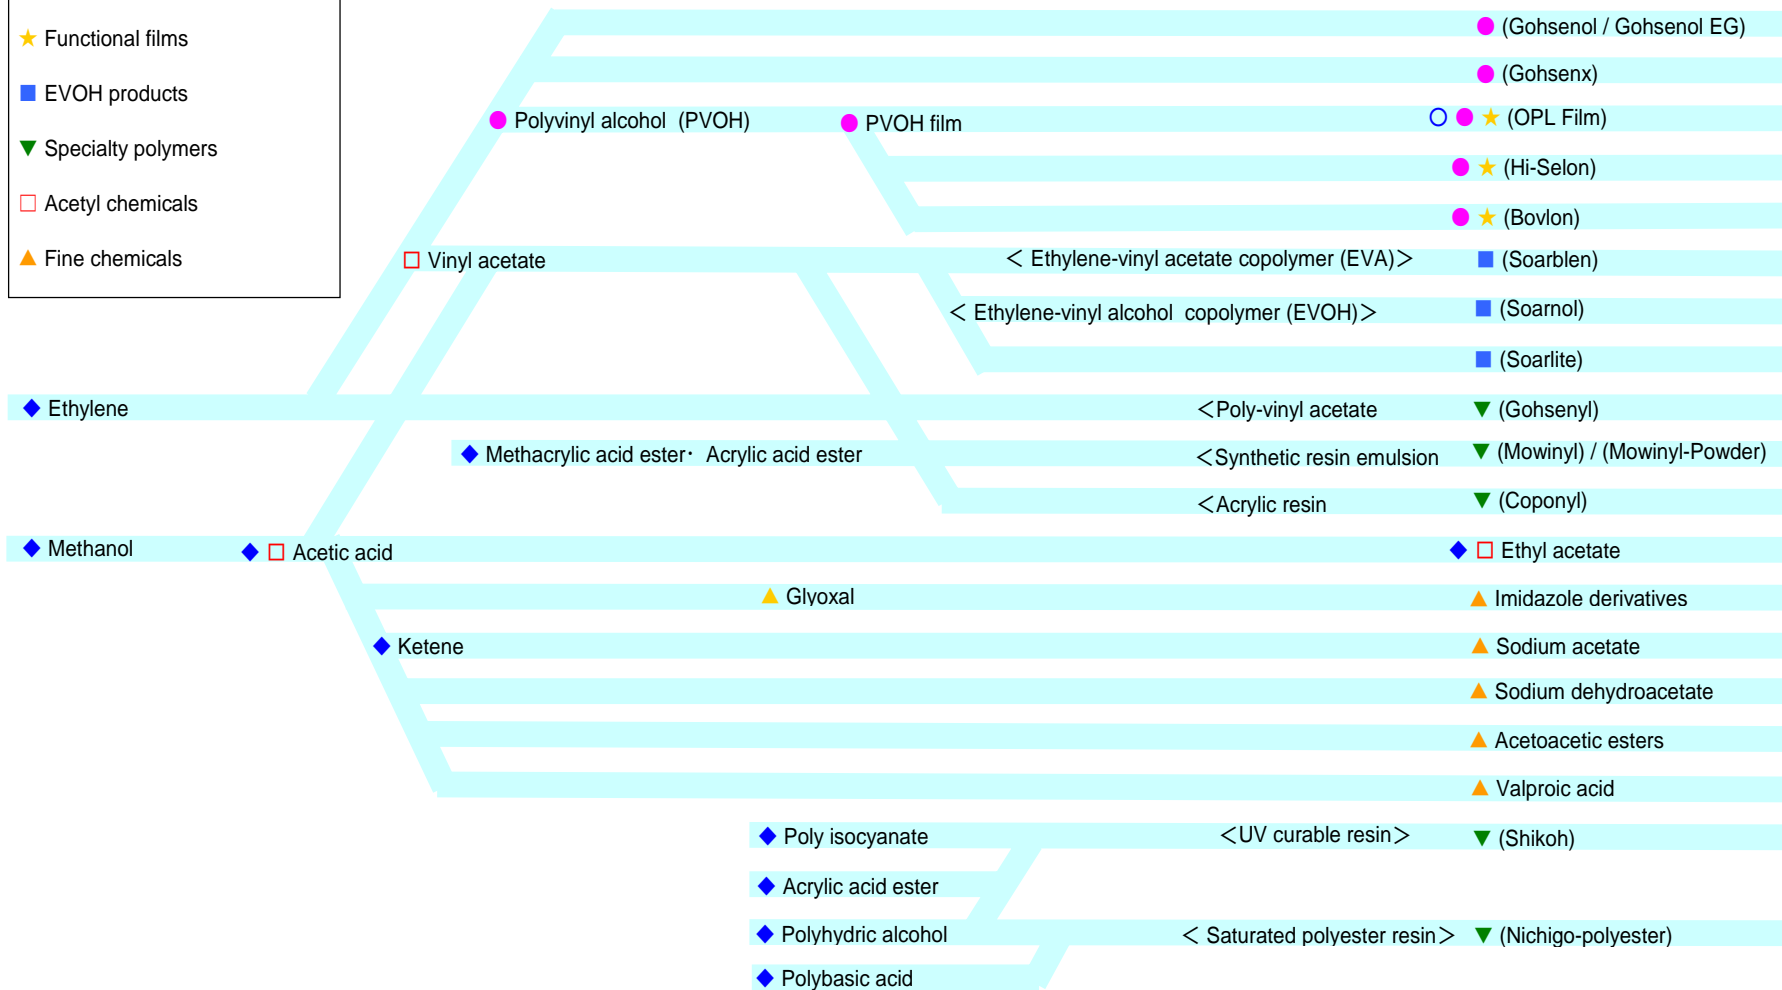 Functional films
EVOH products
Specialty polymers
Acetyl chemicals
Fine chemicals
(Gohsenol / Gohsenol EG)
(Gohsenx)
Polyvinyl alcohol (PVOH)
PVOH film
(OPL Film)
(Hi-Selon)
(Bovlon)
Vinyl acetate
< Ethylene-vinyl acetate copolymer (EVA)>
(Soarblen)
< Ethylene-vinyl alcohol copolymer (EVOH)>
(Soarnol)
(Soarlite)
Ethylene
<Poly-vinyl acetate
(Gohsenyl)
Methacrylic acid ester・ Acrylic acid ester
<Synthetic resin emulsion
(Mowinyl) / (Mowinyl-Powder)
<Acrylic resin
(Coponyl)
Methanol
Acetic acid
Ethyl acetate
Glyoxal
Imidazole derivatives
Ketene
Sodium acetate
Sodium dehydroacetate
Acetoacetic esters
Valproic acid
Poly isocyanate
<UV curable resin>
(Shikoh)
Acrylic acid ester
Polyhydric alcohol
< Saturated polyester resin>
(Nichigo-polyester)
Polybasic acid